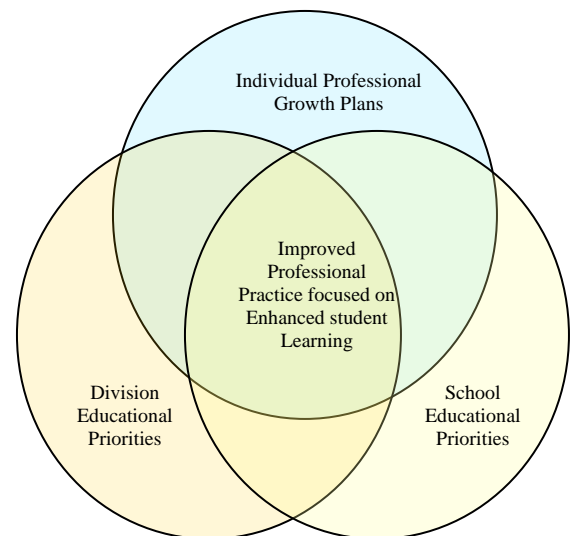 Individual Professional
Growth Plans
Improved
Professional
Practice focused on
Enhanced student
Learning
Division
Educational
Priorities
School
Educational
Priorities